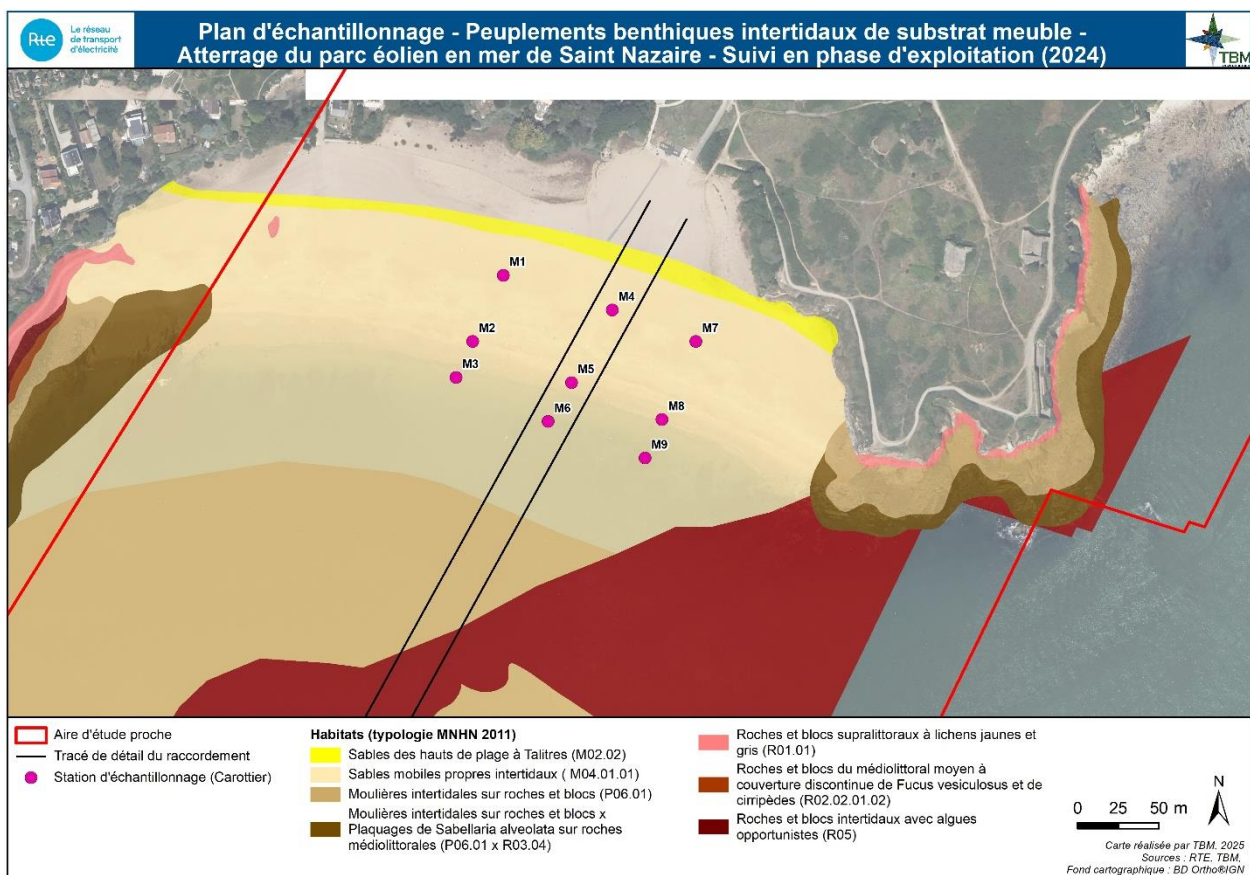 Rte
Le réseau
de transport
d'électricité
Plan d'échantillonnage - Peuplements benthiques intertidaux de substrat meuble -
Atterrage du parc éolien en mer de Saint Nazaire - Suivi en phase d'exploitation (2024)
TBM
M1
M4
M2
M7
M3
M5
M6
M8
M9
Aire d'étude proche
Tracé de détail du raccordement
Station d'échantillonnage (Carottier)
Habitats (typologie MNHN 2011)
Sables des hauts de plage à Talitres (M02.02)
Sables mobiles propres intertidaux ( M04.01.01)
Moulières intertidales sur roches et blocs (P06.01)
Moulières intertidales sur roches et blocs x
Plaquages de Sabellaria alveolata sur roches
médiolittorales (P06.01 x R03.04)
Roches et blocs supralittoraux à lichens jaunes et
gris (R01.01)
Roches et blocs du médiolittoral moyen à
couverture discontinue de Fucus vesiculosus et de
cirripèdes (R02.02.01.02)
Roches et blocs intertidaux avec algues
opportunistes (R05)
N
0 25 50 m
Carte réalisée par TBM, 2025
Sources : RTE, TBM,
Fond cartographique : BD Ortho®IGN